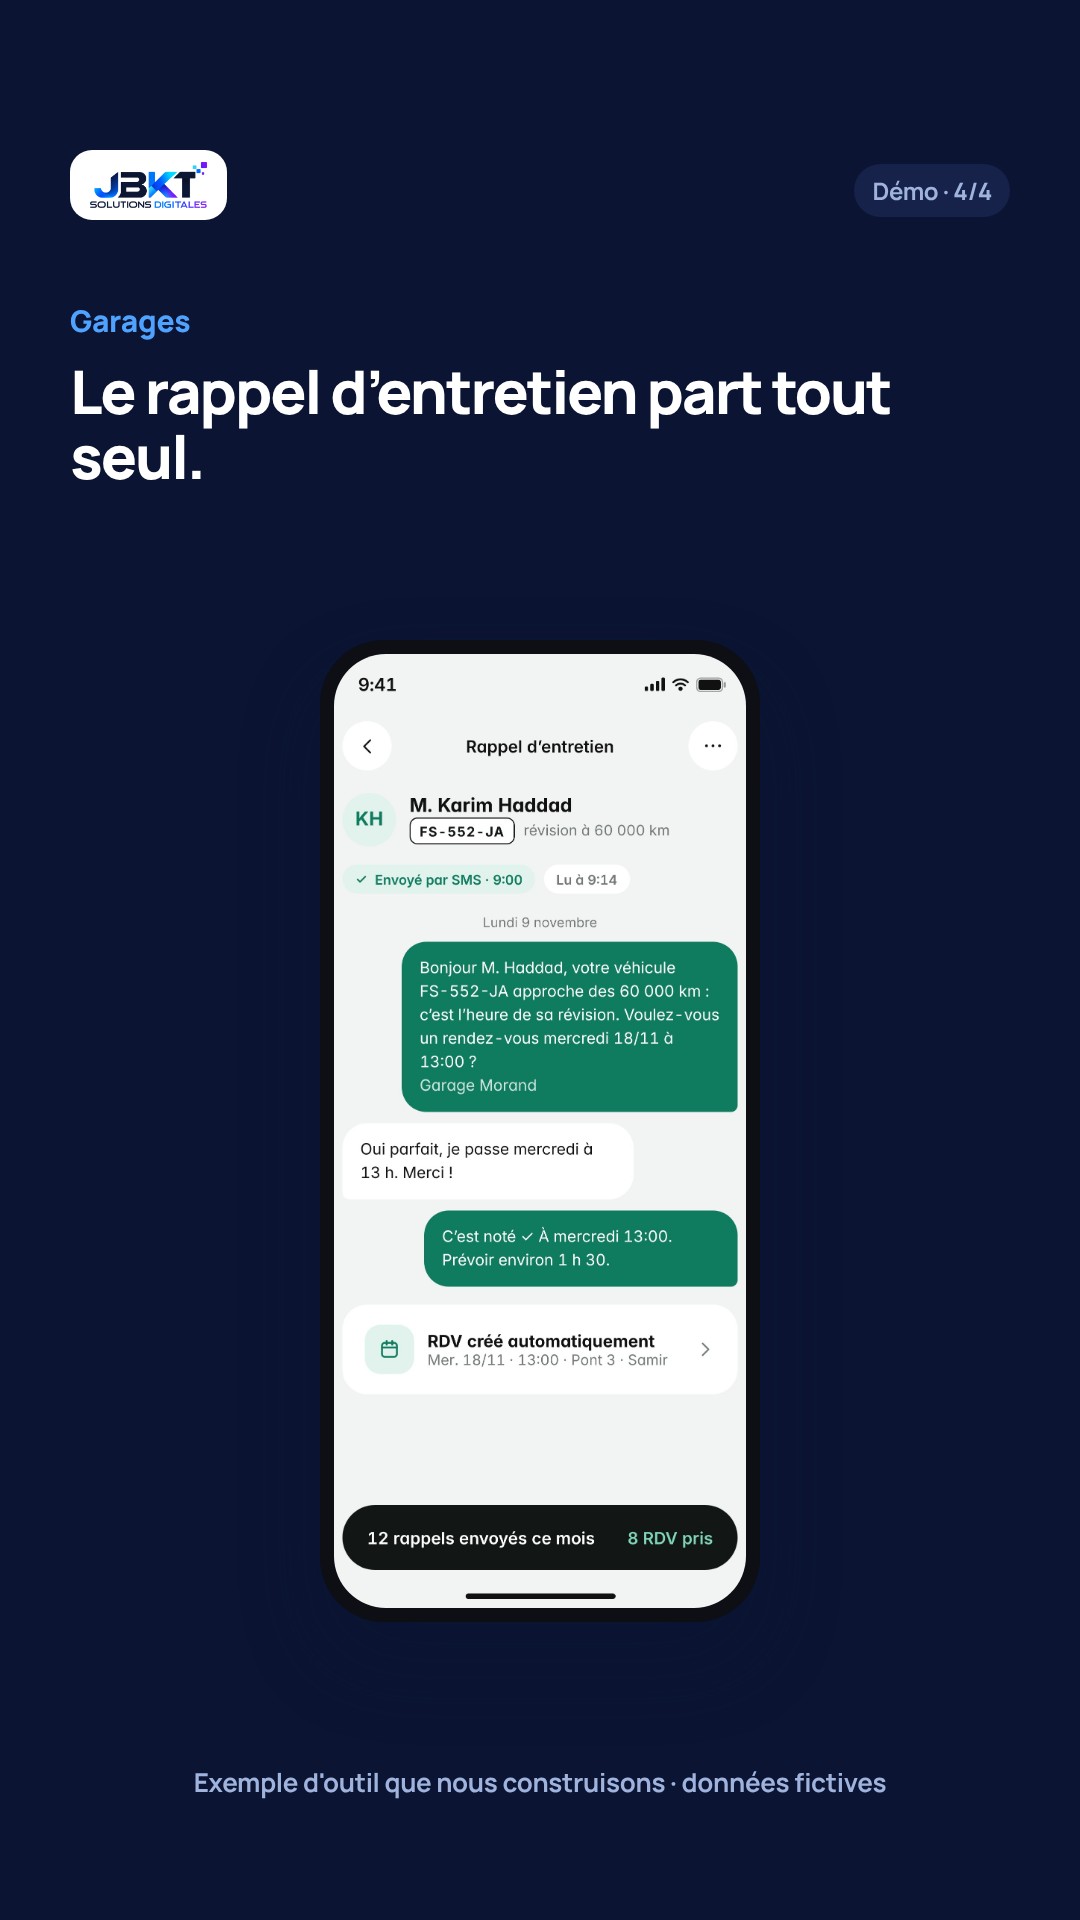 JBKT
SOLUTIONS DIGITALES
Démo · 4/4
Garages
Le rappel d’entretien part tout
seul.
9:41
Rappel d’entretien
KH
M. Karim Haddad
FS-552-JA révision à 60 000 km
✓ Envoyé par SMS · 9:00 Lu à 9:14
Lundi 9 novembre
Bonjour M. Haddad, votre véhicule
FS-552-JA approche des 60 000 km :
c’est l’heure de sa révision. Voulez-vous
un rendez-vous mercredi 18/11 à
13:00 ?
Garage Morand
Oui parfait, je passe mercredi à
13 h. Merci !
C’est noté ✓ À mercredi 13:00.
Prévoir environ 1 h 30.
RDV créé automatiquement
Mer. 18/11 · 13:00 · Pont 3 · Samir
12 rappels envoyés ce mois 8 RDV pris
Exemple d'outil que nous construisons · données fictives